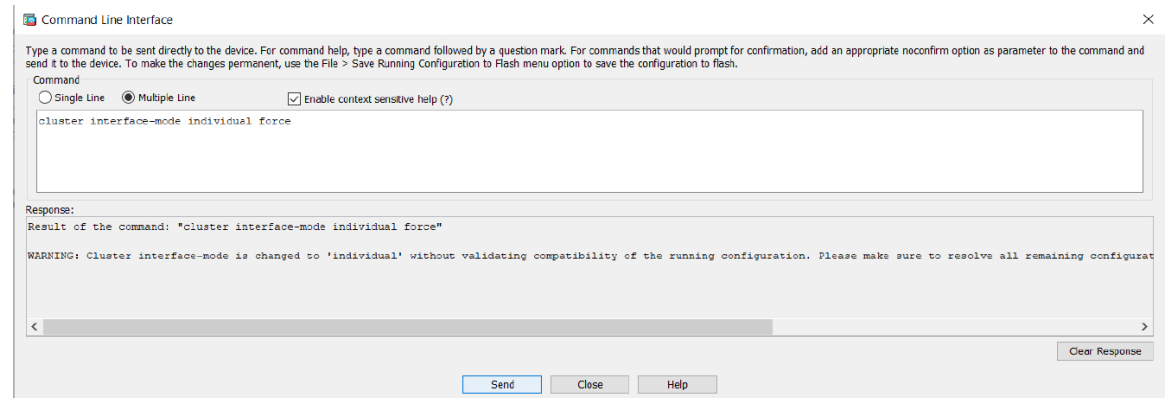 Command Line Interface
Type a command to be sent directly to the device. For command help, type a command followed by a question mark. For commands that would prompt for confirmation, add an appropriate noconfirm option as parameter to the command and
send it to the device. To make the changes permanent, use the File > Save Running Configuration to Flash menu option to save the configuration to flash.
Command
Single Line Multiple Line Enable context sensitive help (?)
cluster interface-mode individual force
Response:
Result of the command: "cluster interface-mode individual force"
WARNING: Cluster interface-mode is changed to 'individual' without validating compatibility of the running configuration. Please make sure to resolve all remaining configurat
Clear Response
Send Close Help